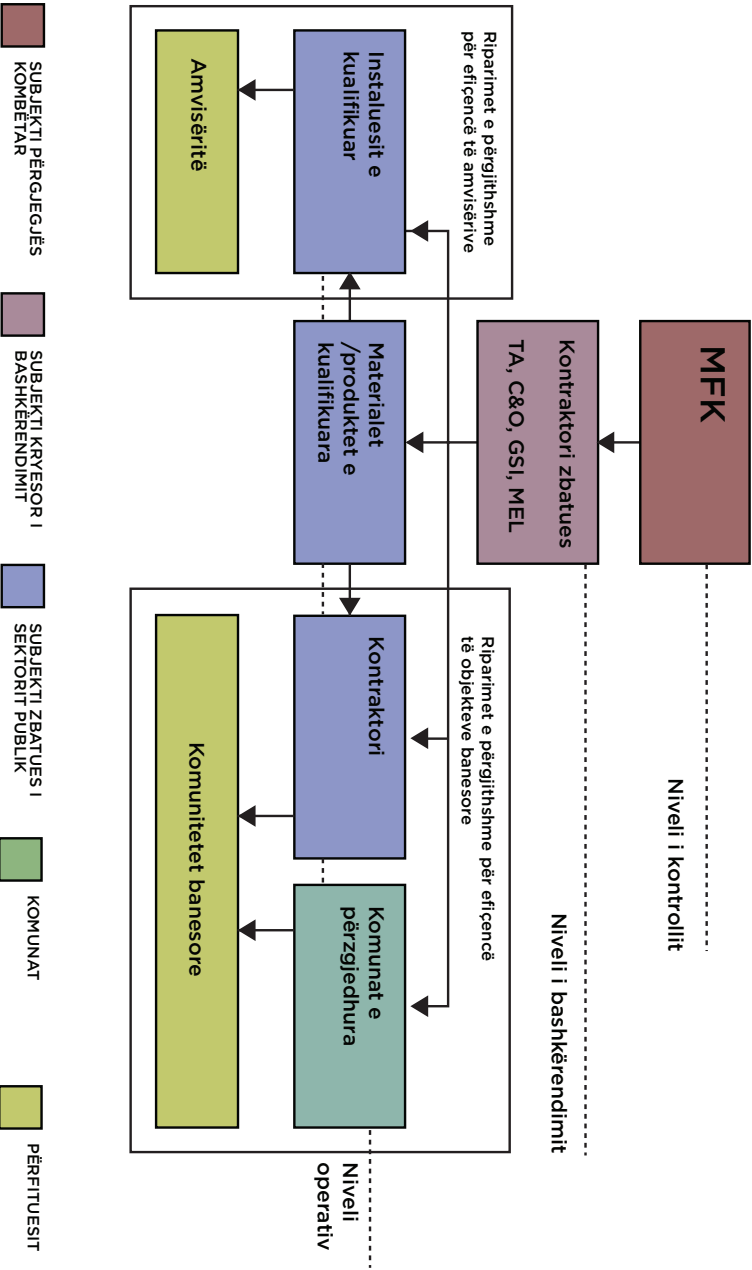 MFK
Niveli i kontrollit
Kontraktori zbatues
TA, C&O, GSI, MEL
Niveli i bashkërendimit
Riparimet e përgjithshme
për efiçencë të amvisërive
Instaluesit e
kualifikuar
Amvisëritë
Materialet
/produktet e
kualifikuara
Riparimet e përgjithshme për efiçencë
të objekteve banesore
Kontraktori
Komunat e
përzgjedhura
Komunitetet banesore
Niveli
operativ
SUBJEKTI PËRGJEGJËS
KOMBËTAR
SUBJEKTI KRYESOR I
BASHKËRENDIMIT
SUBJEKTI ZBATUES I
SEKTORIT PUBLIK
KOMUNAT
PËRFITUESIT